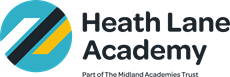 Heath Lane
Academy
Part of The Midland Academies Trust